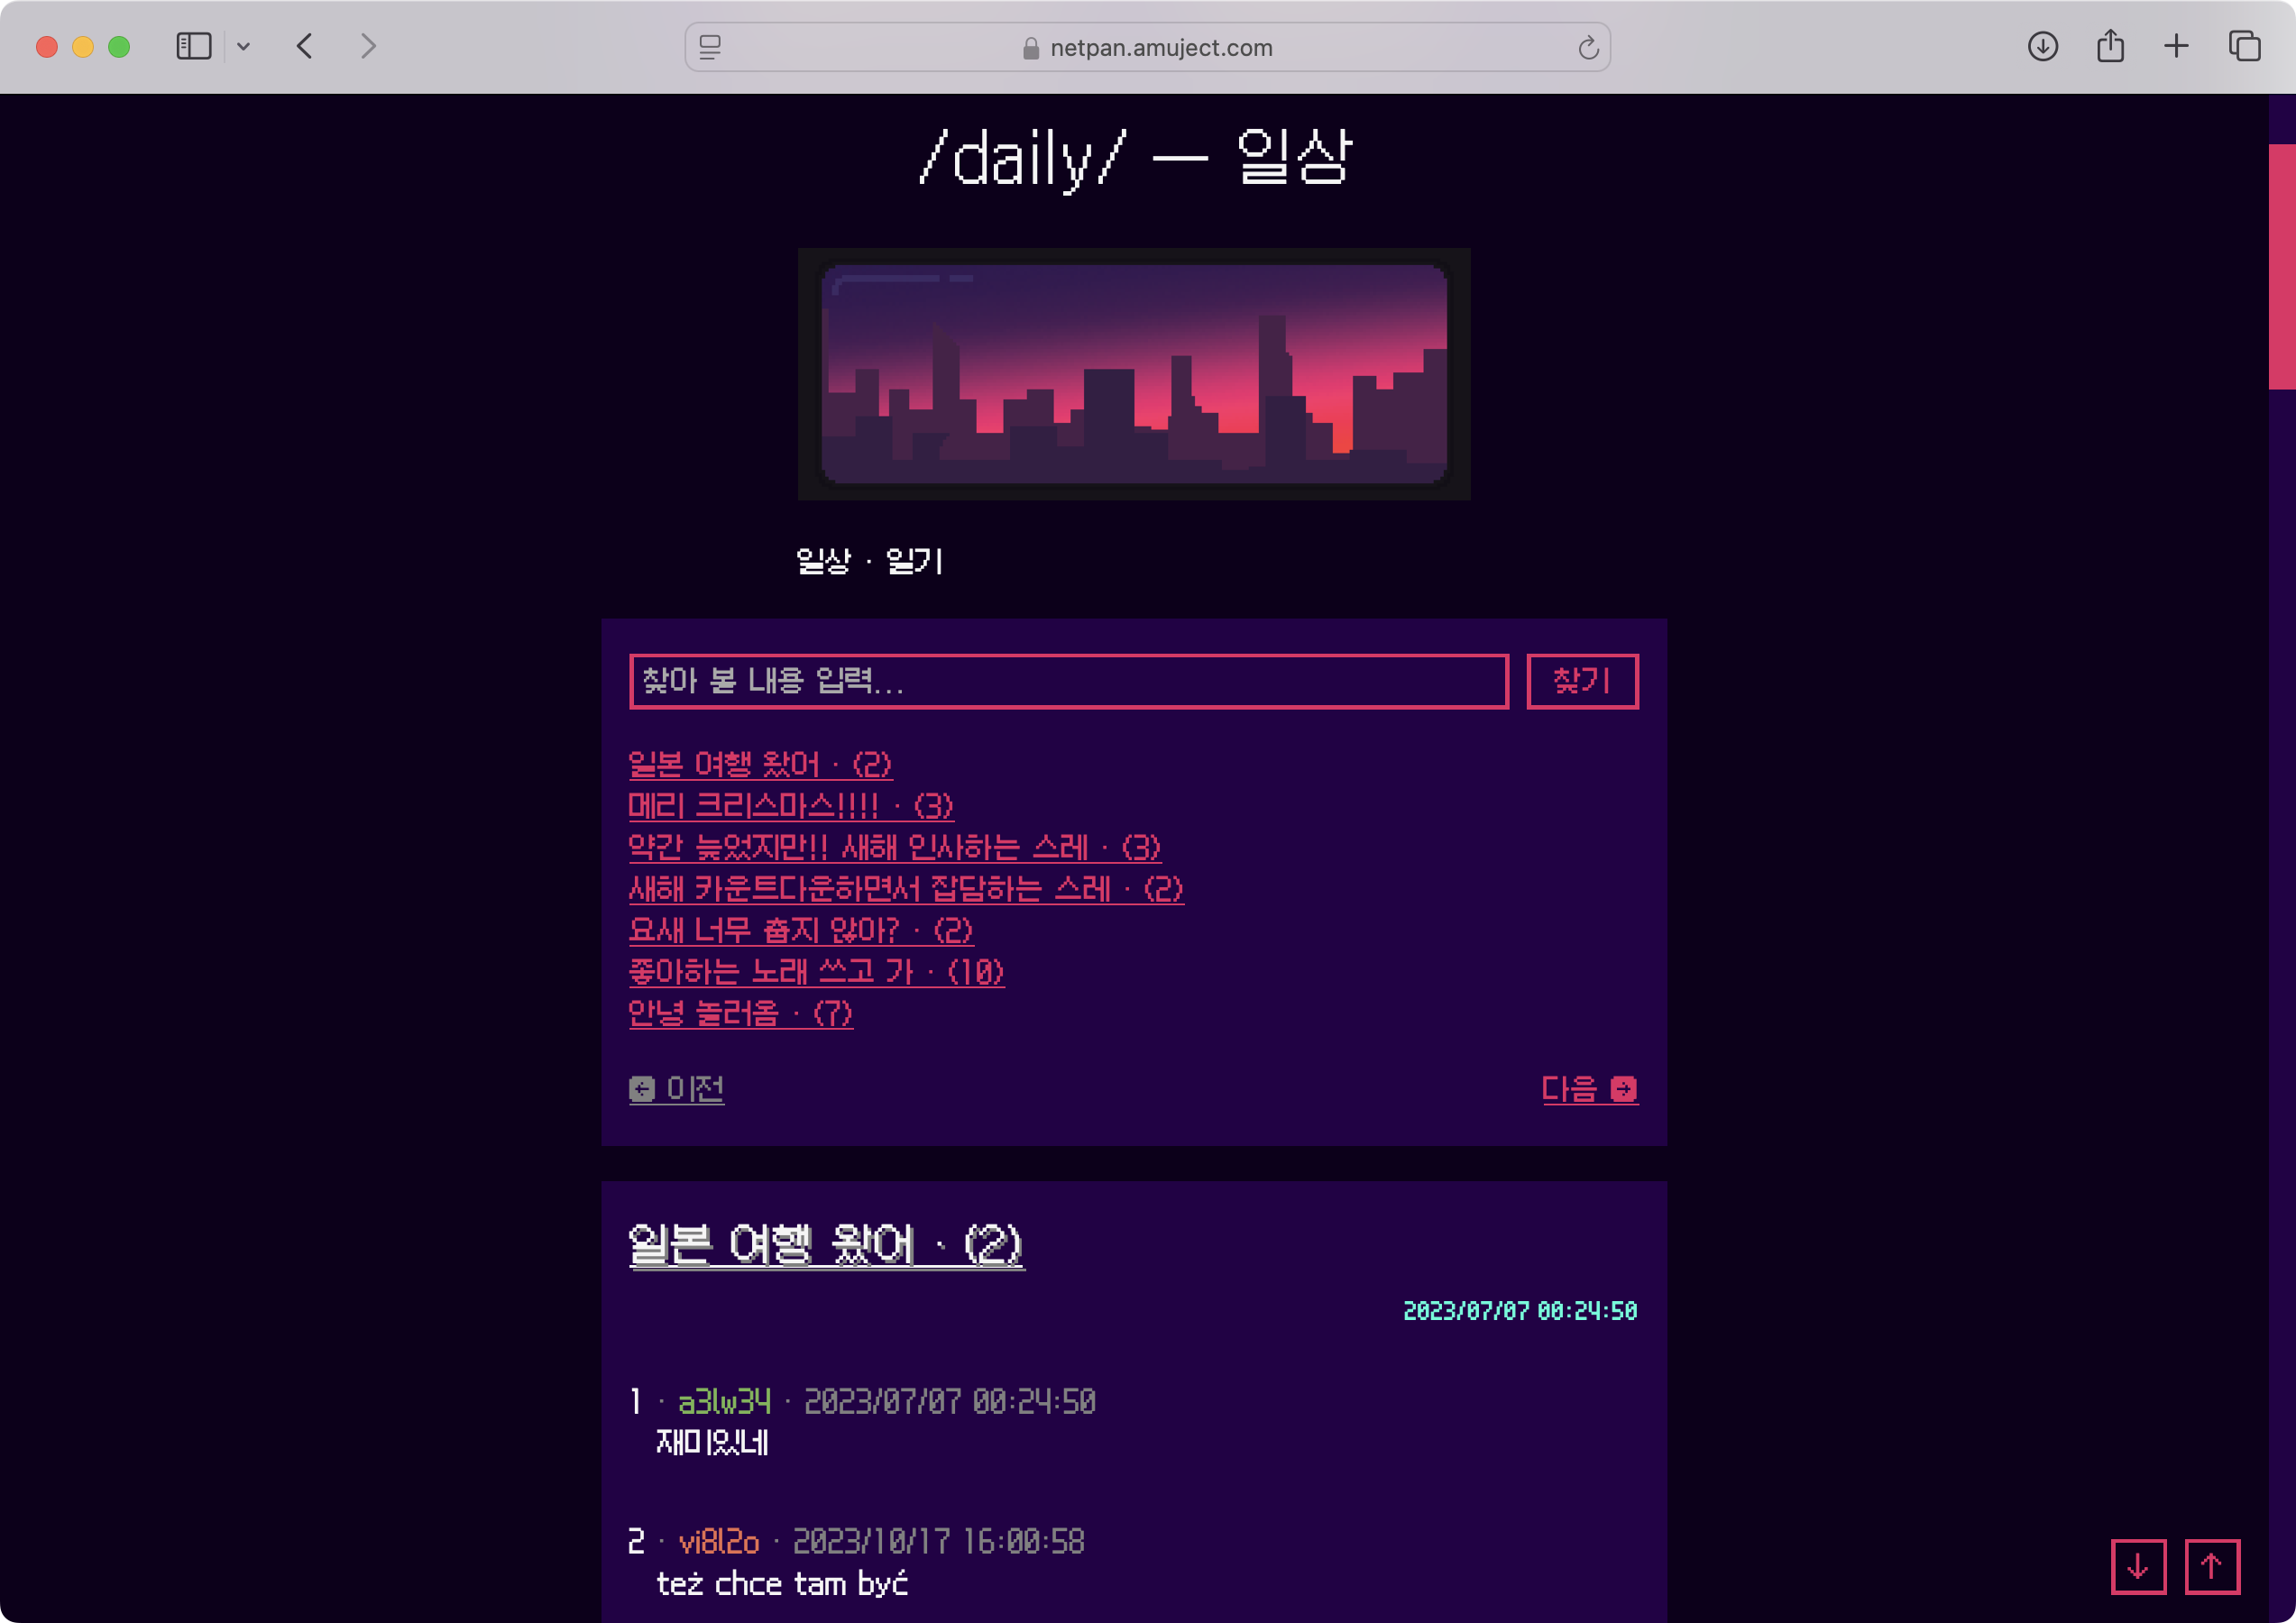 netpan.amuject.com
/daily/ — 일상
일상 · 일기
찾아 볼 내용 입력...
찾기
일본 여행 왔어 · (2)
메리 크리스마스!!!! · (3)
약간 늦었지만!! 새해 인사하는 스레 · (3)
새해 카운트다운하면서 잡담하는 스레 · (2)
요새 너무 춥지 않아? · (2)
좋아하는 노래 쓰고 가 · (10)
안녕 놀러옴 · (7)
이전
다음
일본 여행 왔어 · (2)
2023/07/07 00:24:50
1 · a3lw34 · 2023/07/07 00:24:50
재미있네
2 · vi8l2o · 2023/10/17 16:00:58
też chce tam być